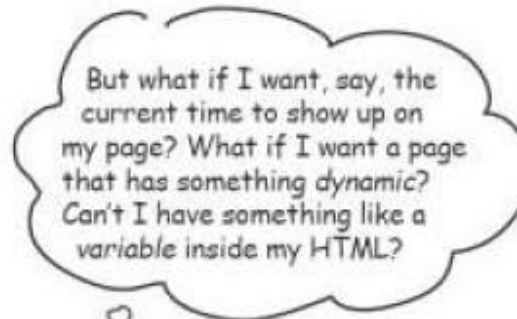 But what if I want, say, the
current time to show up on
my page? What if I want a page
that has something dynamic?
Can't I have something like a
variable inside my HTML?